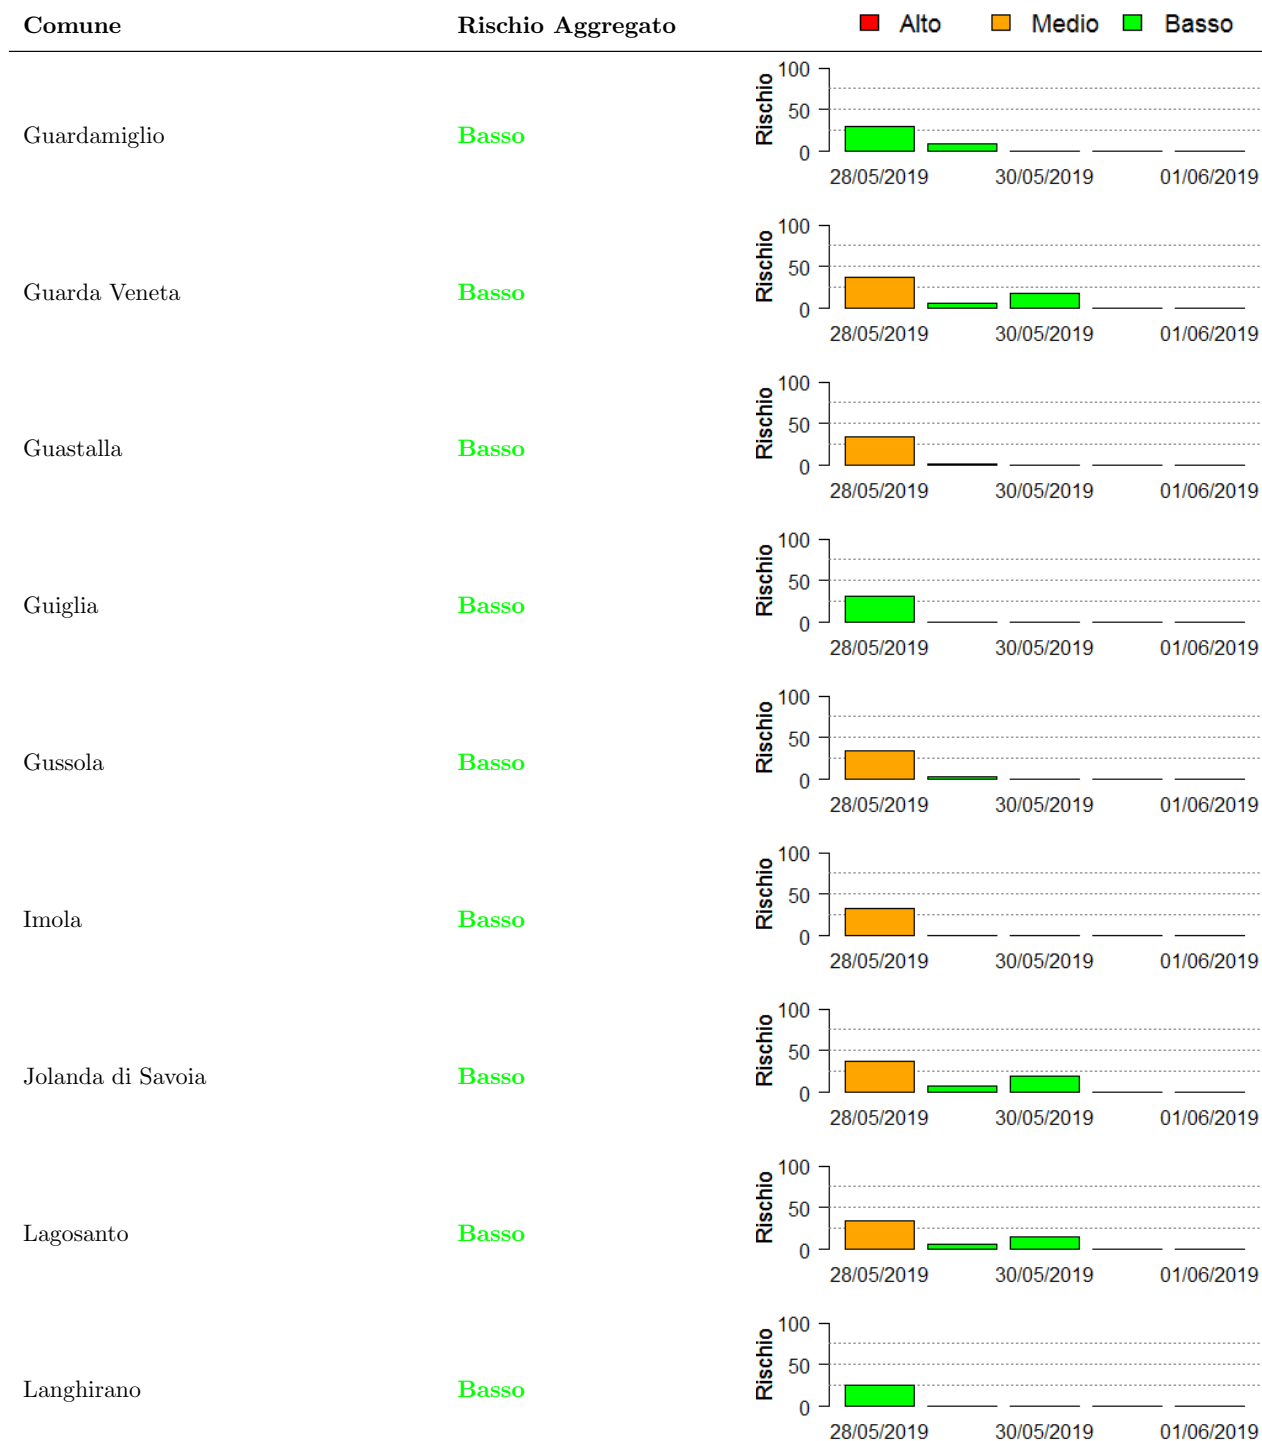 Comune Rischio Aggregato Alto Medio Basso
Guardamiglio Basso Rischio 100 50 0
28/05/2019 30/05/2019 01/06/2019
Guarda Veneta Basso Rischio 100 50 0
28/05/2019 30/05/2019 01/06/2019
Guastalla Basso Rischio 100 50 0
28/05/2019 30/05/2019 01/06/2019
Guiglia Basso Rischio 100 50 0
28/05/2019 30/05/2019 01/06/2019
Gussola Basso Rischio 100 50 0
28/05/2019 30/05/2019 01/06/2019
Imola Basso Rischio 100 50 0
28/05/2019 30/05/2019 01/06/2019
Jolanda di Savoia Basso Rischio 100 50 0
28/05/2019 30/05/2019 01/06/2019
Lagosanto Basso Rischio 100 50 0
28/05/2019 30/05/2019 01/06/2019
Langhirano Basso Rischio 100 50 0
28/05/2019 30/05/2019 01/06/2019